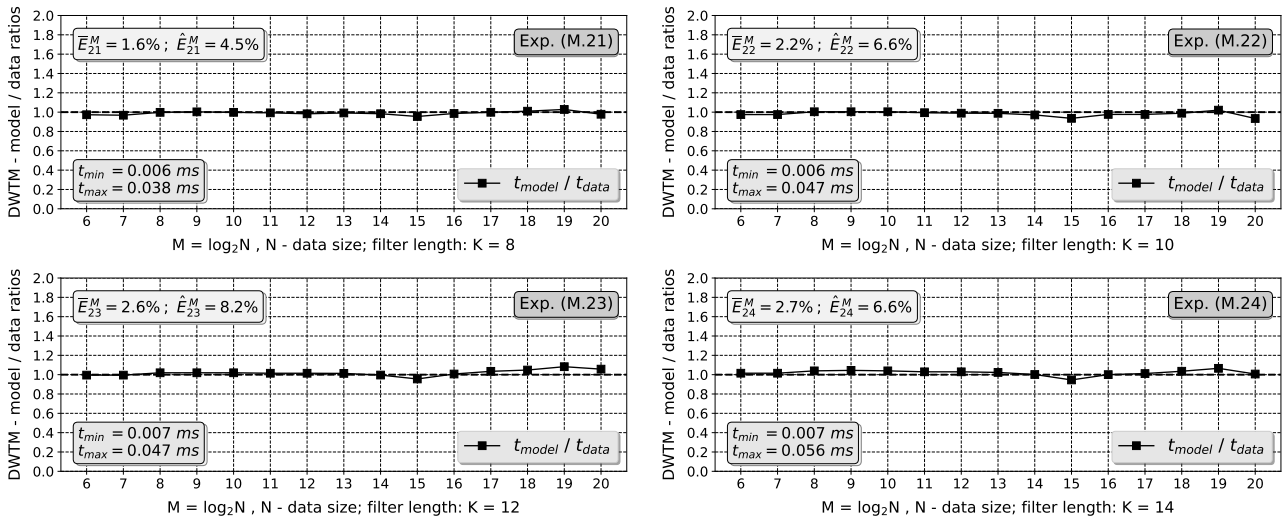 DWTM - model / data ratios
2.0
1.8
1.6
1.4
1.2
1.0
0.8
0.6
0.4
0.2
0.0
E̅₂₁ᴹ = 1.6% ; Ê₂₁ᴹ = 4.5%
Exp. (M.21)
t_min = 0.006 ms
t_max = 0.038 ms
t_model / t_data
6 7 8 9 10 11 12 13 14 15 16 17 18 19 20
M = log₂N , N - data size; filter length: K = 8
DWTM - model / data ratios
2.0
1.8
1.6
1.4
1.2
1.0
0.8
0.6
0.4
0.2
0.0
E̅₂₂ᴹ = 2.2% ; Ê₂₂ᴹ = 6.6%
Exp. (M.22)
t_min = 0.006 ms
t_max = 0.047 ms
t_model / t_data
6 7 8 9 10 11 12 13 14 15 16 17 18 19 20
M = log₂N , N - data size; filter length: K = 10
DWTM - model / data ratios
2.0
1.8
1.6
1.4
1.2
1.0
0.8
0.6
0.4
0.2
0.0
E̅₂₃ᴹ = 2.6% ; Ê₂₃ᴹ = 8.2%
Exp. (M.23)
t_min = 0.007 ms
t_max = 0.047 ms
t_model / t_data
6 7 8 9 10 11 12 13 14 15 16 17 18 19 20
M = log₂N , N - data size; filter length: K = 12
DWTM - model / data ratios
2.0
1.8
1.6
1.4
1.2
1.0
0.8
0.6
0.4
0.2
0.0
E̅₂₄ᴹ = 2.7% ; Ê₂₄ᴹ = 6.6%
Exp. (M.24)
t_min = 0.007 ms
t_max = 0.056 ms
t_model / t_data
6 7 8 9 10 11 12 13 14 15 16 17 18 19 20
M = log₂N , N - data size; filter length: K = 14